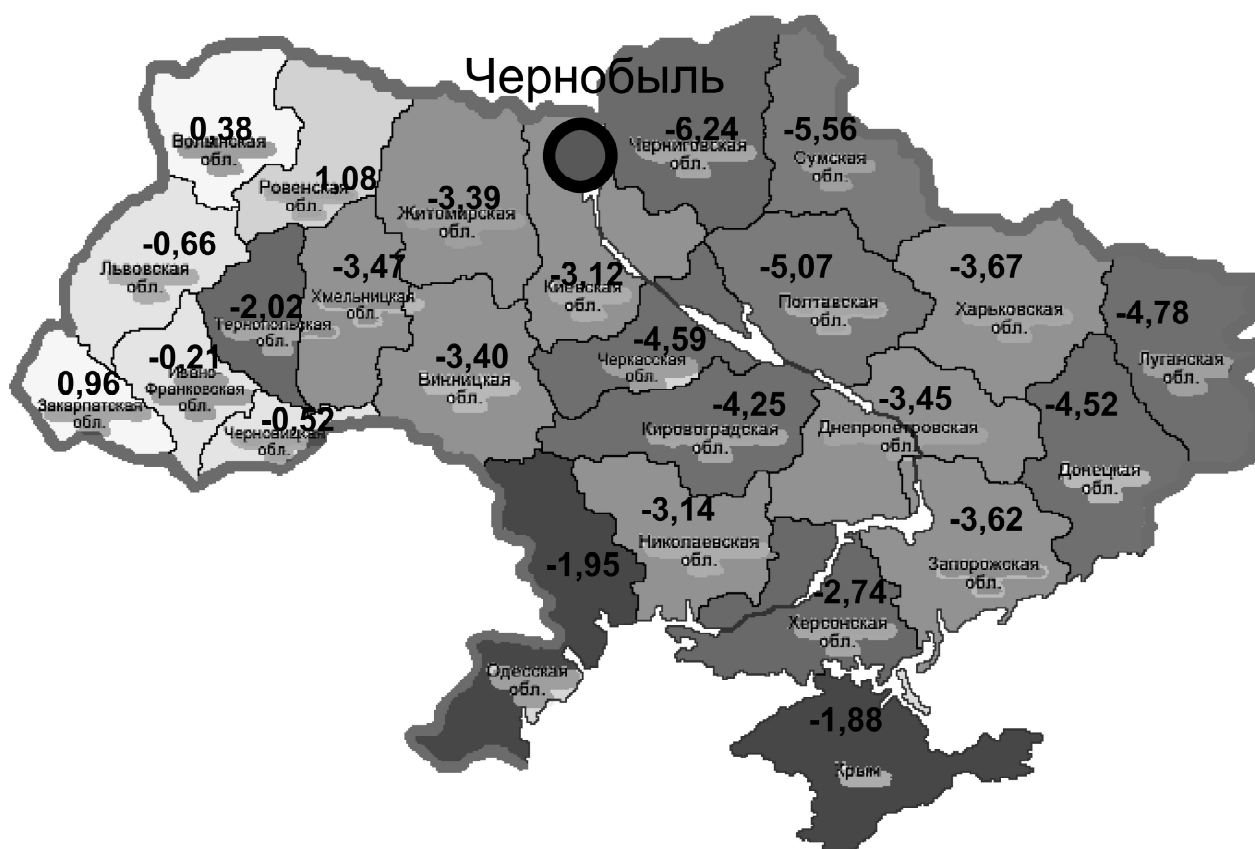 Чернобыль
0,38
Волынская
обл.
1,08
Ровенская
обл.
-3,39
Житомирская
обл.
-6,24
Черниговская
обл.
-5,56
Сумская
обл.
-0,66
Львовская
обл.
-2,02
Тернопольская
обл.
-3,47
Хмельницкая
обл.
-3,12
Киевская
обл.
-5,07
Полтавская
обл.
-3,67
Харьковская
обл.
-4,78
Луганская
обл.
0,96
Закарпатская
обл.
-0,21
Ивано
Франковская
обл.
-0,52
Черновицкая
обл.
-3,40
Винницкая
обл.
-4,59
Черкасская
обл.
-4,25
Кировоградская
обл.
-3,45
Днепропетровская
обл.
-4,52
Донецкая
обл.
-1,95
Одесская
обл.
-3,14
Николаевская
обл.
-3,62
Запорожская
обл.
-2,74
Херсонская
обл.
-1,88
Крым